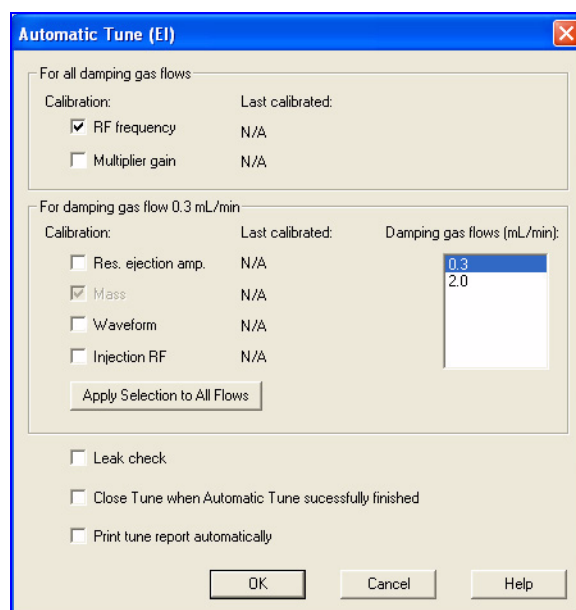 Automatic Tune (EI)
For all damping gas flows
Calibration: Last calibrated:
RF frequency N/A
Multiplier gain N/A
For damping gas flow 0.3 mL/min
Calibration: Last calibrated: Damping gas flows (mL/min):
Res. ejection amp. N/A 0.3
Mass N/A 2.0
Waveform N/A
Injection RF N/A
Apply Selection to All Flows
Leak check
Close Tune when Automatic Tune sucessfully finished
Print tune report automatically
OK Cancel Help